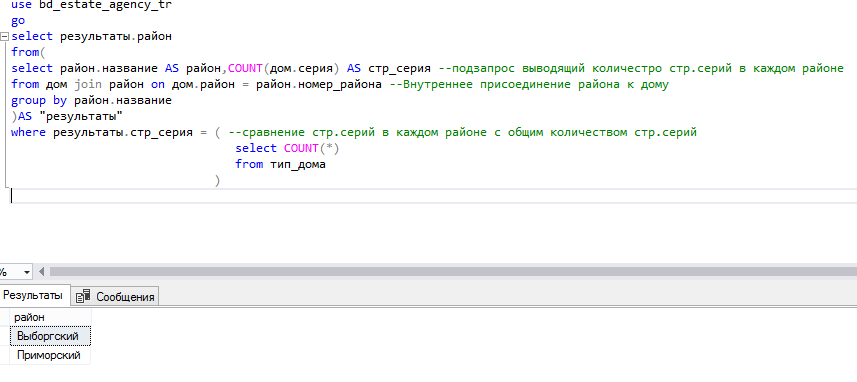 use bd_estate_agency_tr
go
select результаты.район
from(
select район.название AS район,COUNT(дом.серия) AS стр_серия --подзапрос выводящий количестро стр.серий в каждом районе
from дом join район on дом.район = район.номер_района --Внутреннее присоединение района к дому
group by район.название
)AS "результаты"
where результаты.стр_серия = ( --сравнение стр.серий в каждом районе с общим количеством стр.серий
select COUNT(*)
from тип_дома
)
%
Результаты Сообщения
район
Выборгский
Приморский